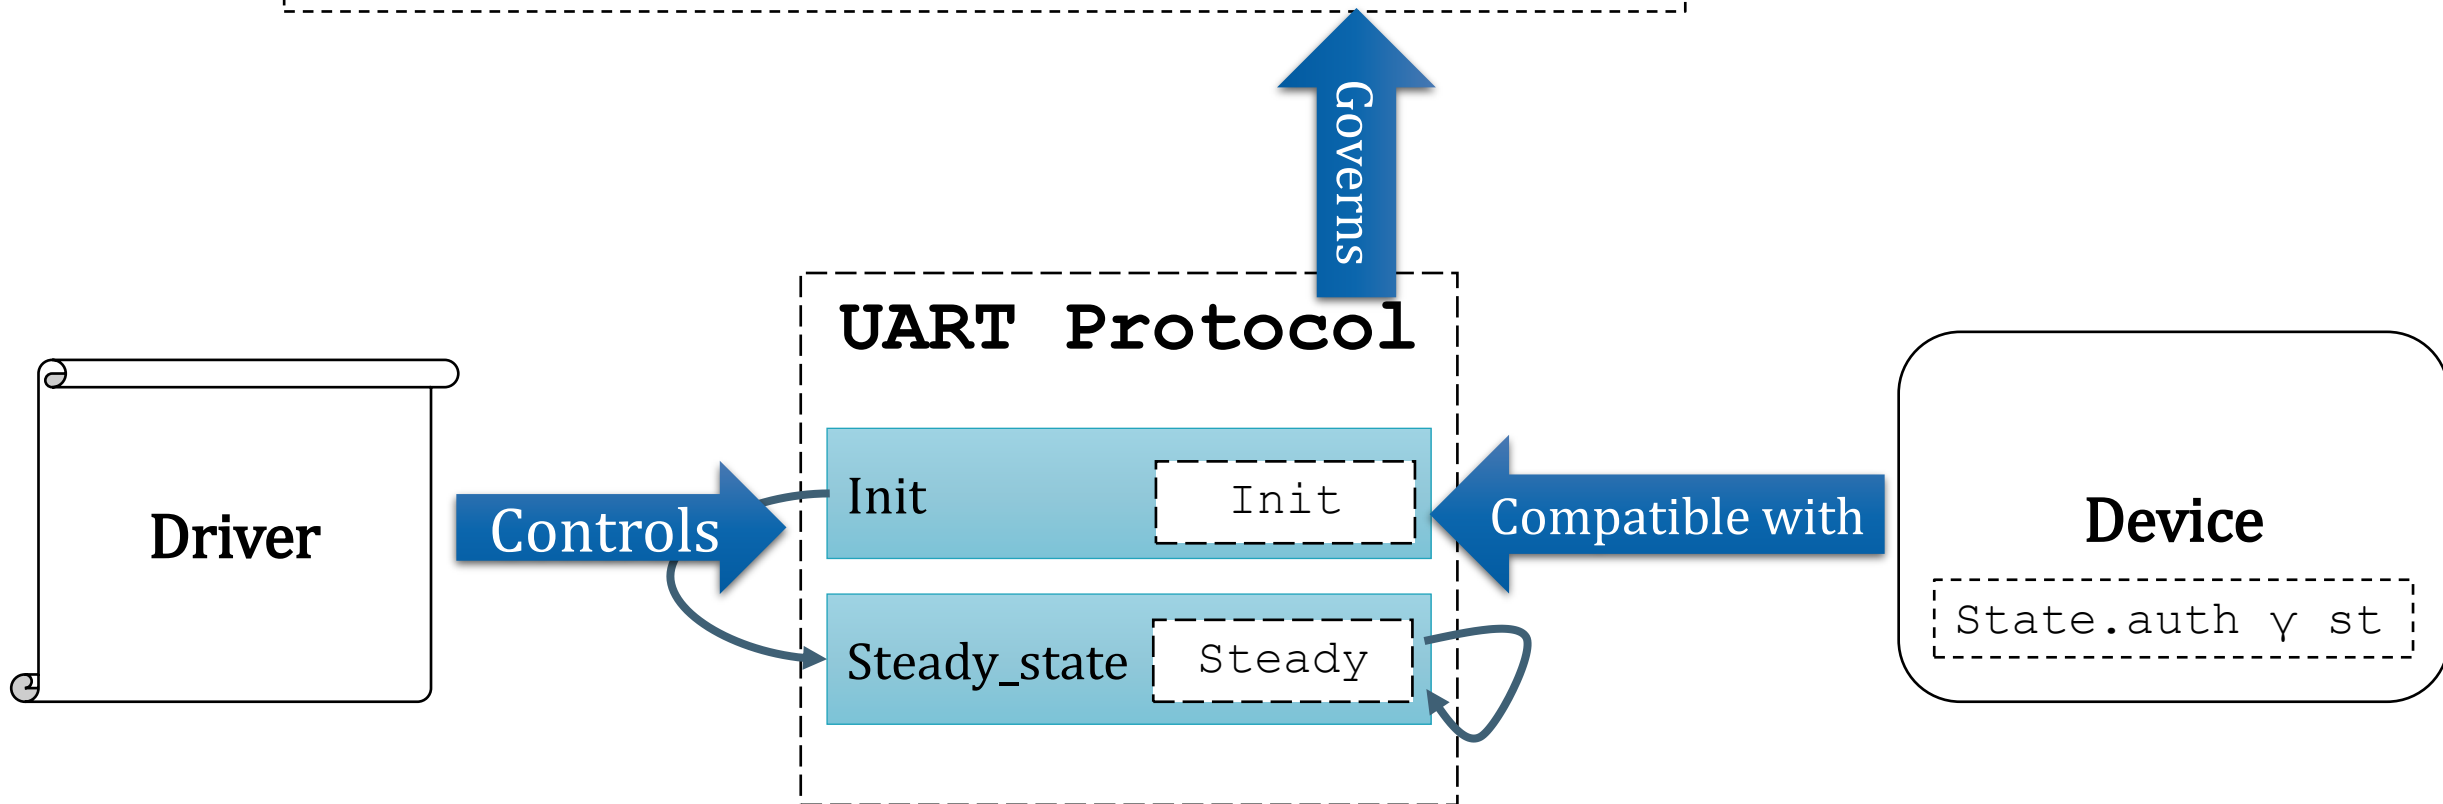 Governs
UART Protocol
Driver
Controls
Init
Init
Compatible with
Device
State.auth γ st
Steady_state
Steady